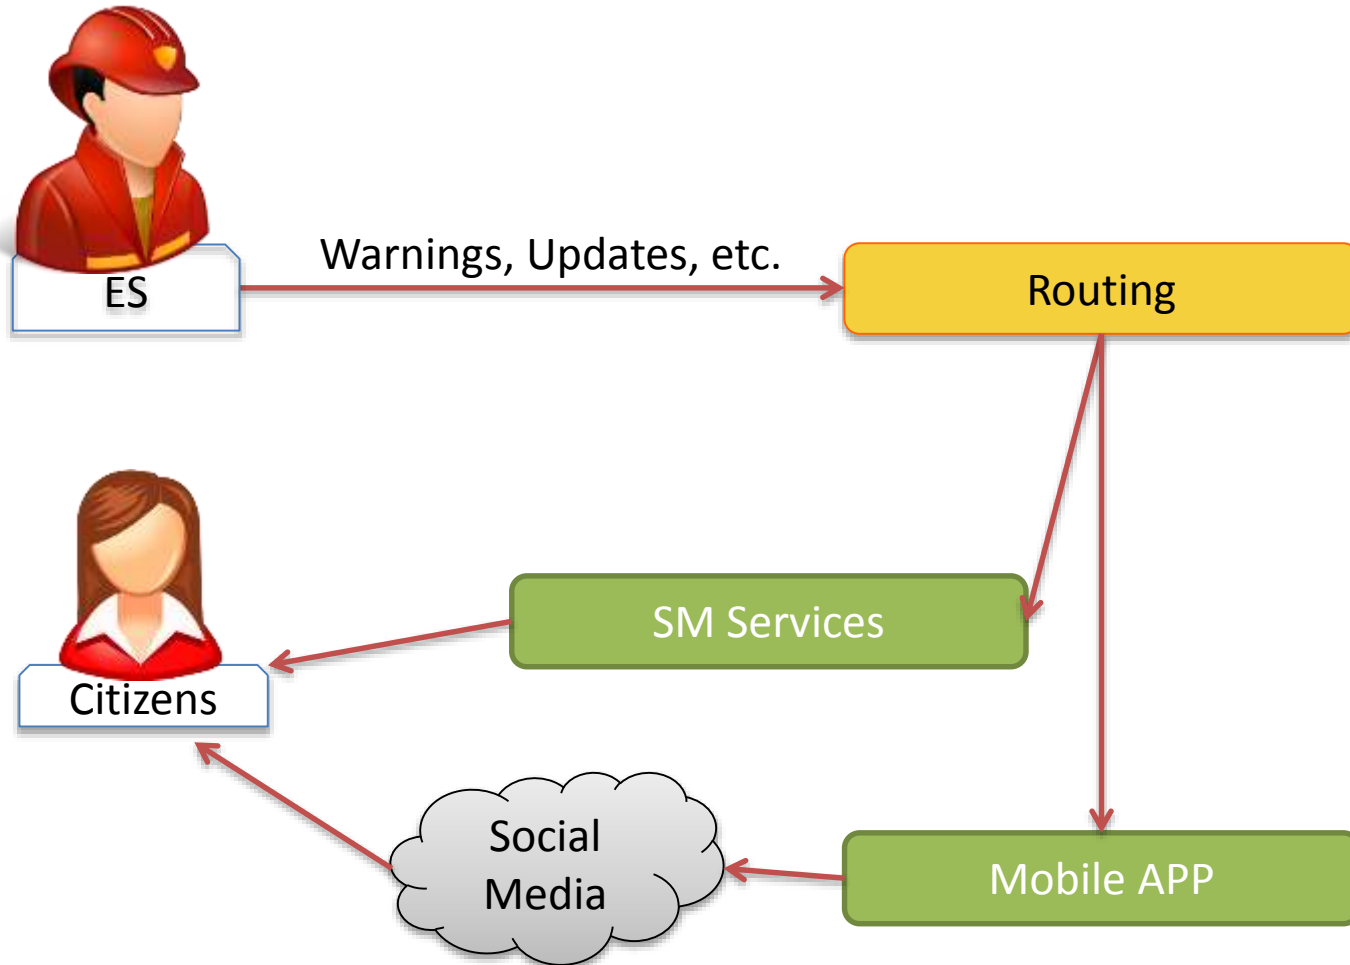 Warnings, Updates, etc.
ES
Routing
SM Services
Citizens
Social
Media
Mobile APP